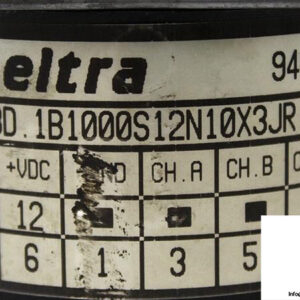 eltra 94
D.1B1000S12N10X3JR
+VDC CH.A CH.B
12
6 1 3 5